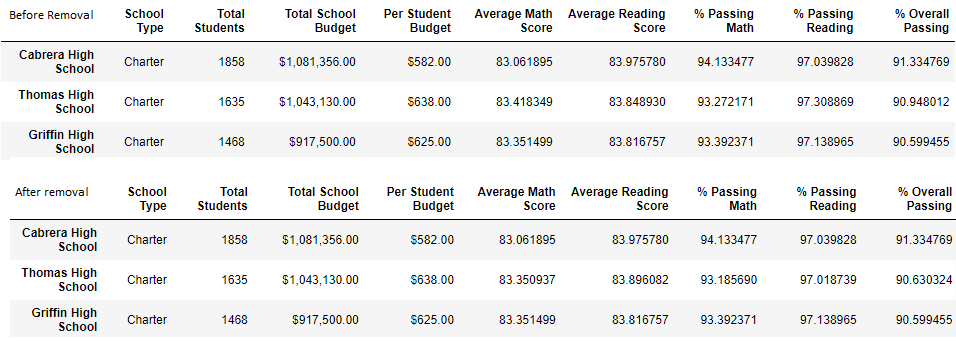 Before Removal School Type Total Students Total School Budget Per Student Budget Average Math Score Average Reading Score % Passing Math % Passing Reading % Overall Passing
Cabrera High School Charter 1858 $1,081,356.00 $582.00 83.061895 83.975780 94.133477 97.039828 91.334769
Thomas High School Charter 1635 $1,043,130.00 $638.00 83.418349 83.848930 93.272171 97.308869 90.948012
Griffin High School Charter 1468 $917,500.00 $625.00 83.351499 83.816757 93.392371 97.138965 90.599455
After removal School Type Total Students Total School Budget Per Student Budget Average Math Score Average Reading Score % Passing Math % Passing Reading % Overall Passing
Cabrera High School Charter 1858 $1,081,356.00 $582.00 83.061895 83.975780 94.133477 97.039828 91.334769
Thomas High School Charter 1635 $1,043,130.00 $638.00 83.350937 83.896082 93.185690 97.018739 90.630324
Griffin High School Charter 1468 $917,500.00 $625.00 83.351499 83.816757 93.392371 97.138965 90.599455